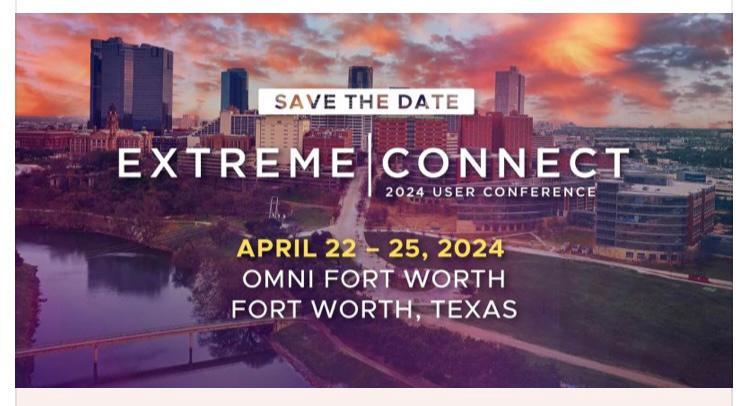 SAVE THE DATE
EXTREME | CONNECT
2024 USER CONFERENCE
APRIL 22 – 25, 2024
OMNI FORT WORTH
FORT WORTH, TEXAS